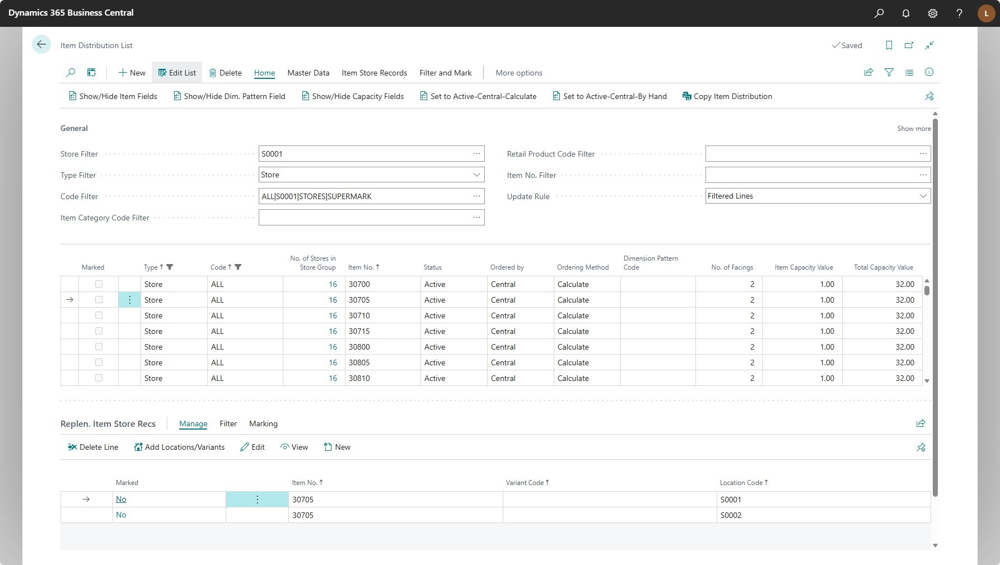 Dynamics 365 Business Central
L
Item Distribution List
Saved
New Edit List Delete Home Master Data Item Store Records Filter and Mark More options
Show/Hide Item Fields Show/Hide Dim. Pattern Field Show/Hide Capacity Fields Set to Active-Central-Calculate Set to Active-Central-By Hand Copy Item Distribution
General Show more
Store Filter S0001 ... Retail Product Code Filter ...
Type Filter Store Item No. Filter ...
Code Filter ALL|S0001|STORES|SUPERMARK ... Update Rule Filtered Lines
Item Category Code Filter ...
Marked Type ↑ Code ↑ No. of Stores in Store Group Item No. ↑ Status Ordered by Ordering Method Dimension Pattern Code No. of Facings Item Capacity Value Total Capacity Value
Store ALL 16 30700 Active Central Calculate 2 1.00 32.00
→ Store ALL 16 30705 Active Central Calculate 2 1.00 32.00
Store ALL 16 30710 Active Central Calculate 2 1.00 32.00
Store ALL 16 30715 Active Central Calculate 2 1.00 32.00
Store ALL 16 30800 Active Central Calculate 2 1.00 32.00
Store ALL 16 30805 Active Central Calculate 2 1.00 32.00
Store ALL 16 30810 Active Central Calculate 2 1.00 32.00
Replen. Item Store Recs Manage Filter Marking
Delete Line Add Locations/Variants Edit View New
Marked Item No. ↑ Variant Code ↑ Location Code ↑
→ No 30705 S0001
No 30705 S0002